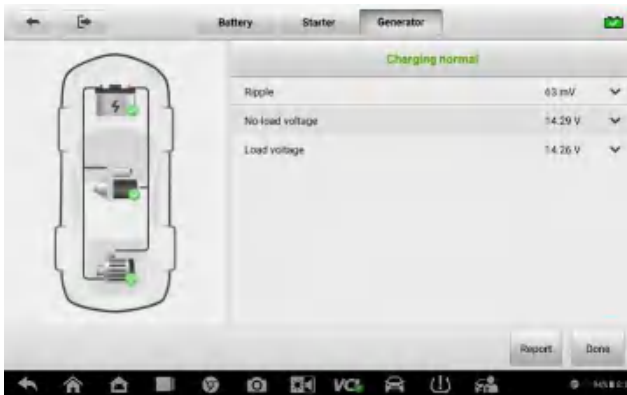 Battery Starter Generator
Charging normal
Ripple 63 mV
No-load voltage 14.29 V
Load voltage 14.26 V
Report Done
VCI